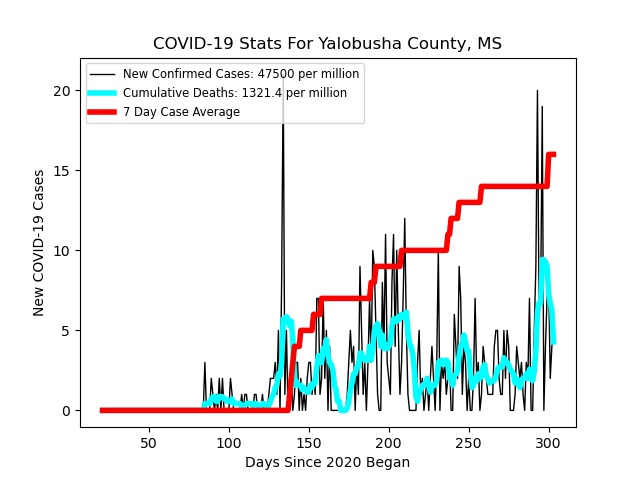 COVID-19 Stats For Yalobusha County, MS
New Confirmed Cases: 47500 per million
Cumulative Deaths: 1321.4 per million
7 Day Case Average
20
15
10
5
0
New COVID-19 Cases
50 100 150 200 250 300
Days Since 2020 Began